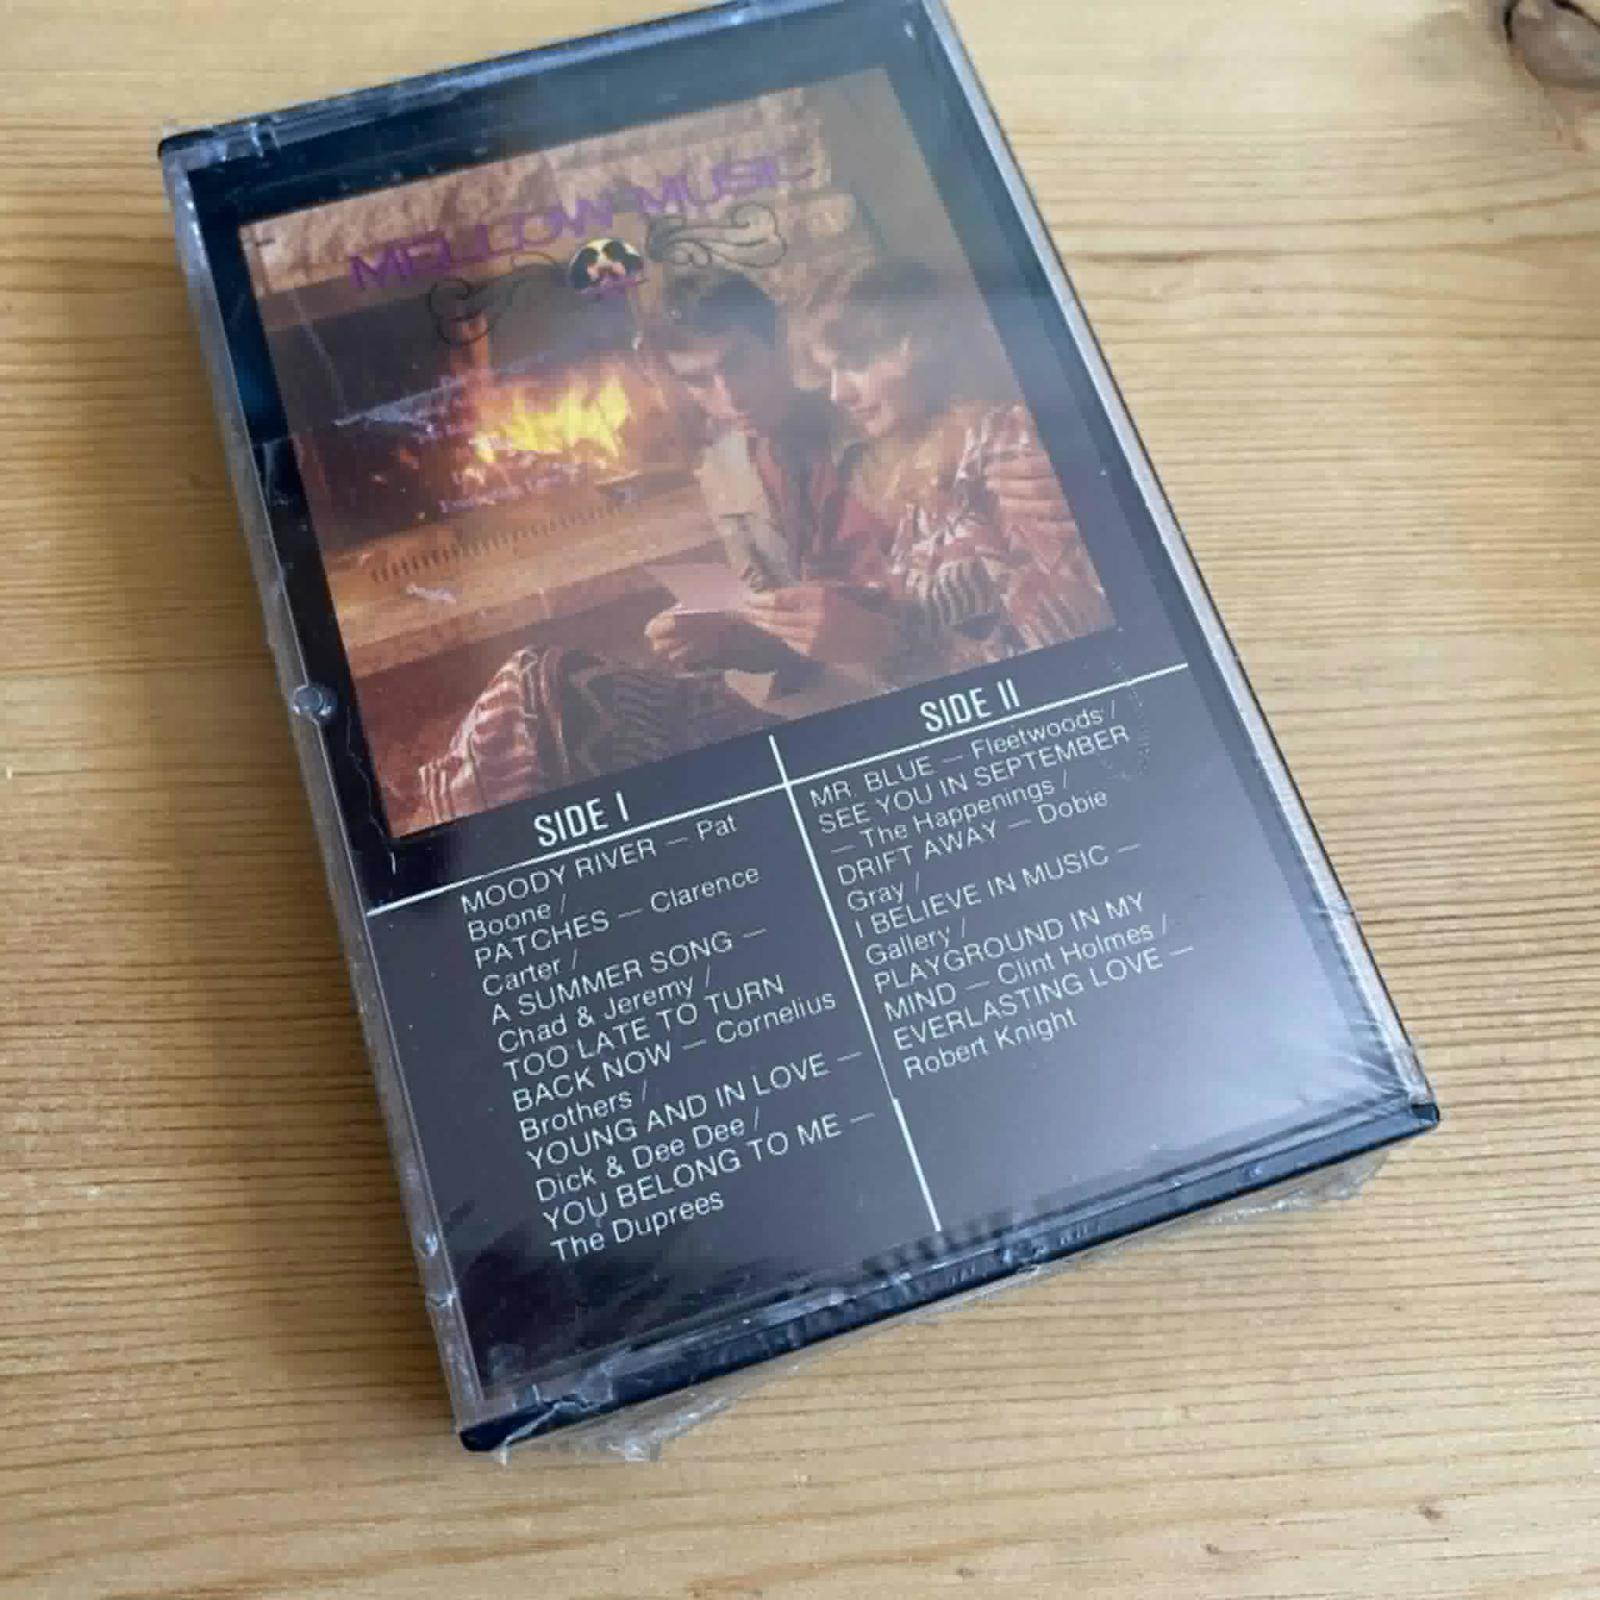 MELLOW MUSIC
SIDE I
MOODY RIVER — Pat
Boone /
PATCHES — Clarence
Carter /
A SUMMER SONG —
Chad & Jeremy /
TOO LATE TO TURN
BACK NOW — Cornelius
Brothers /
YOUNG AND IN LOVE —
Dick & Dee Dee /
YOU BELONG TO ME —
The Duprees
SIDE II
MR. BLUE — Fleetwoods /
SEE YOU IN SEPTEMBER
— The Happenings /
DRIFT AWAY — Dobie
Gray /
I BELIEVE IN MUSIC —
Gallery /
PLAYGROUND IN MY
MIND — Clint Holmes /
EVERLASTING LOVE —
Robert Knight